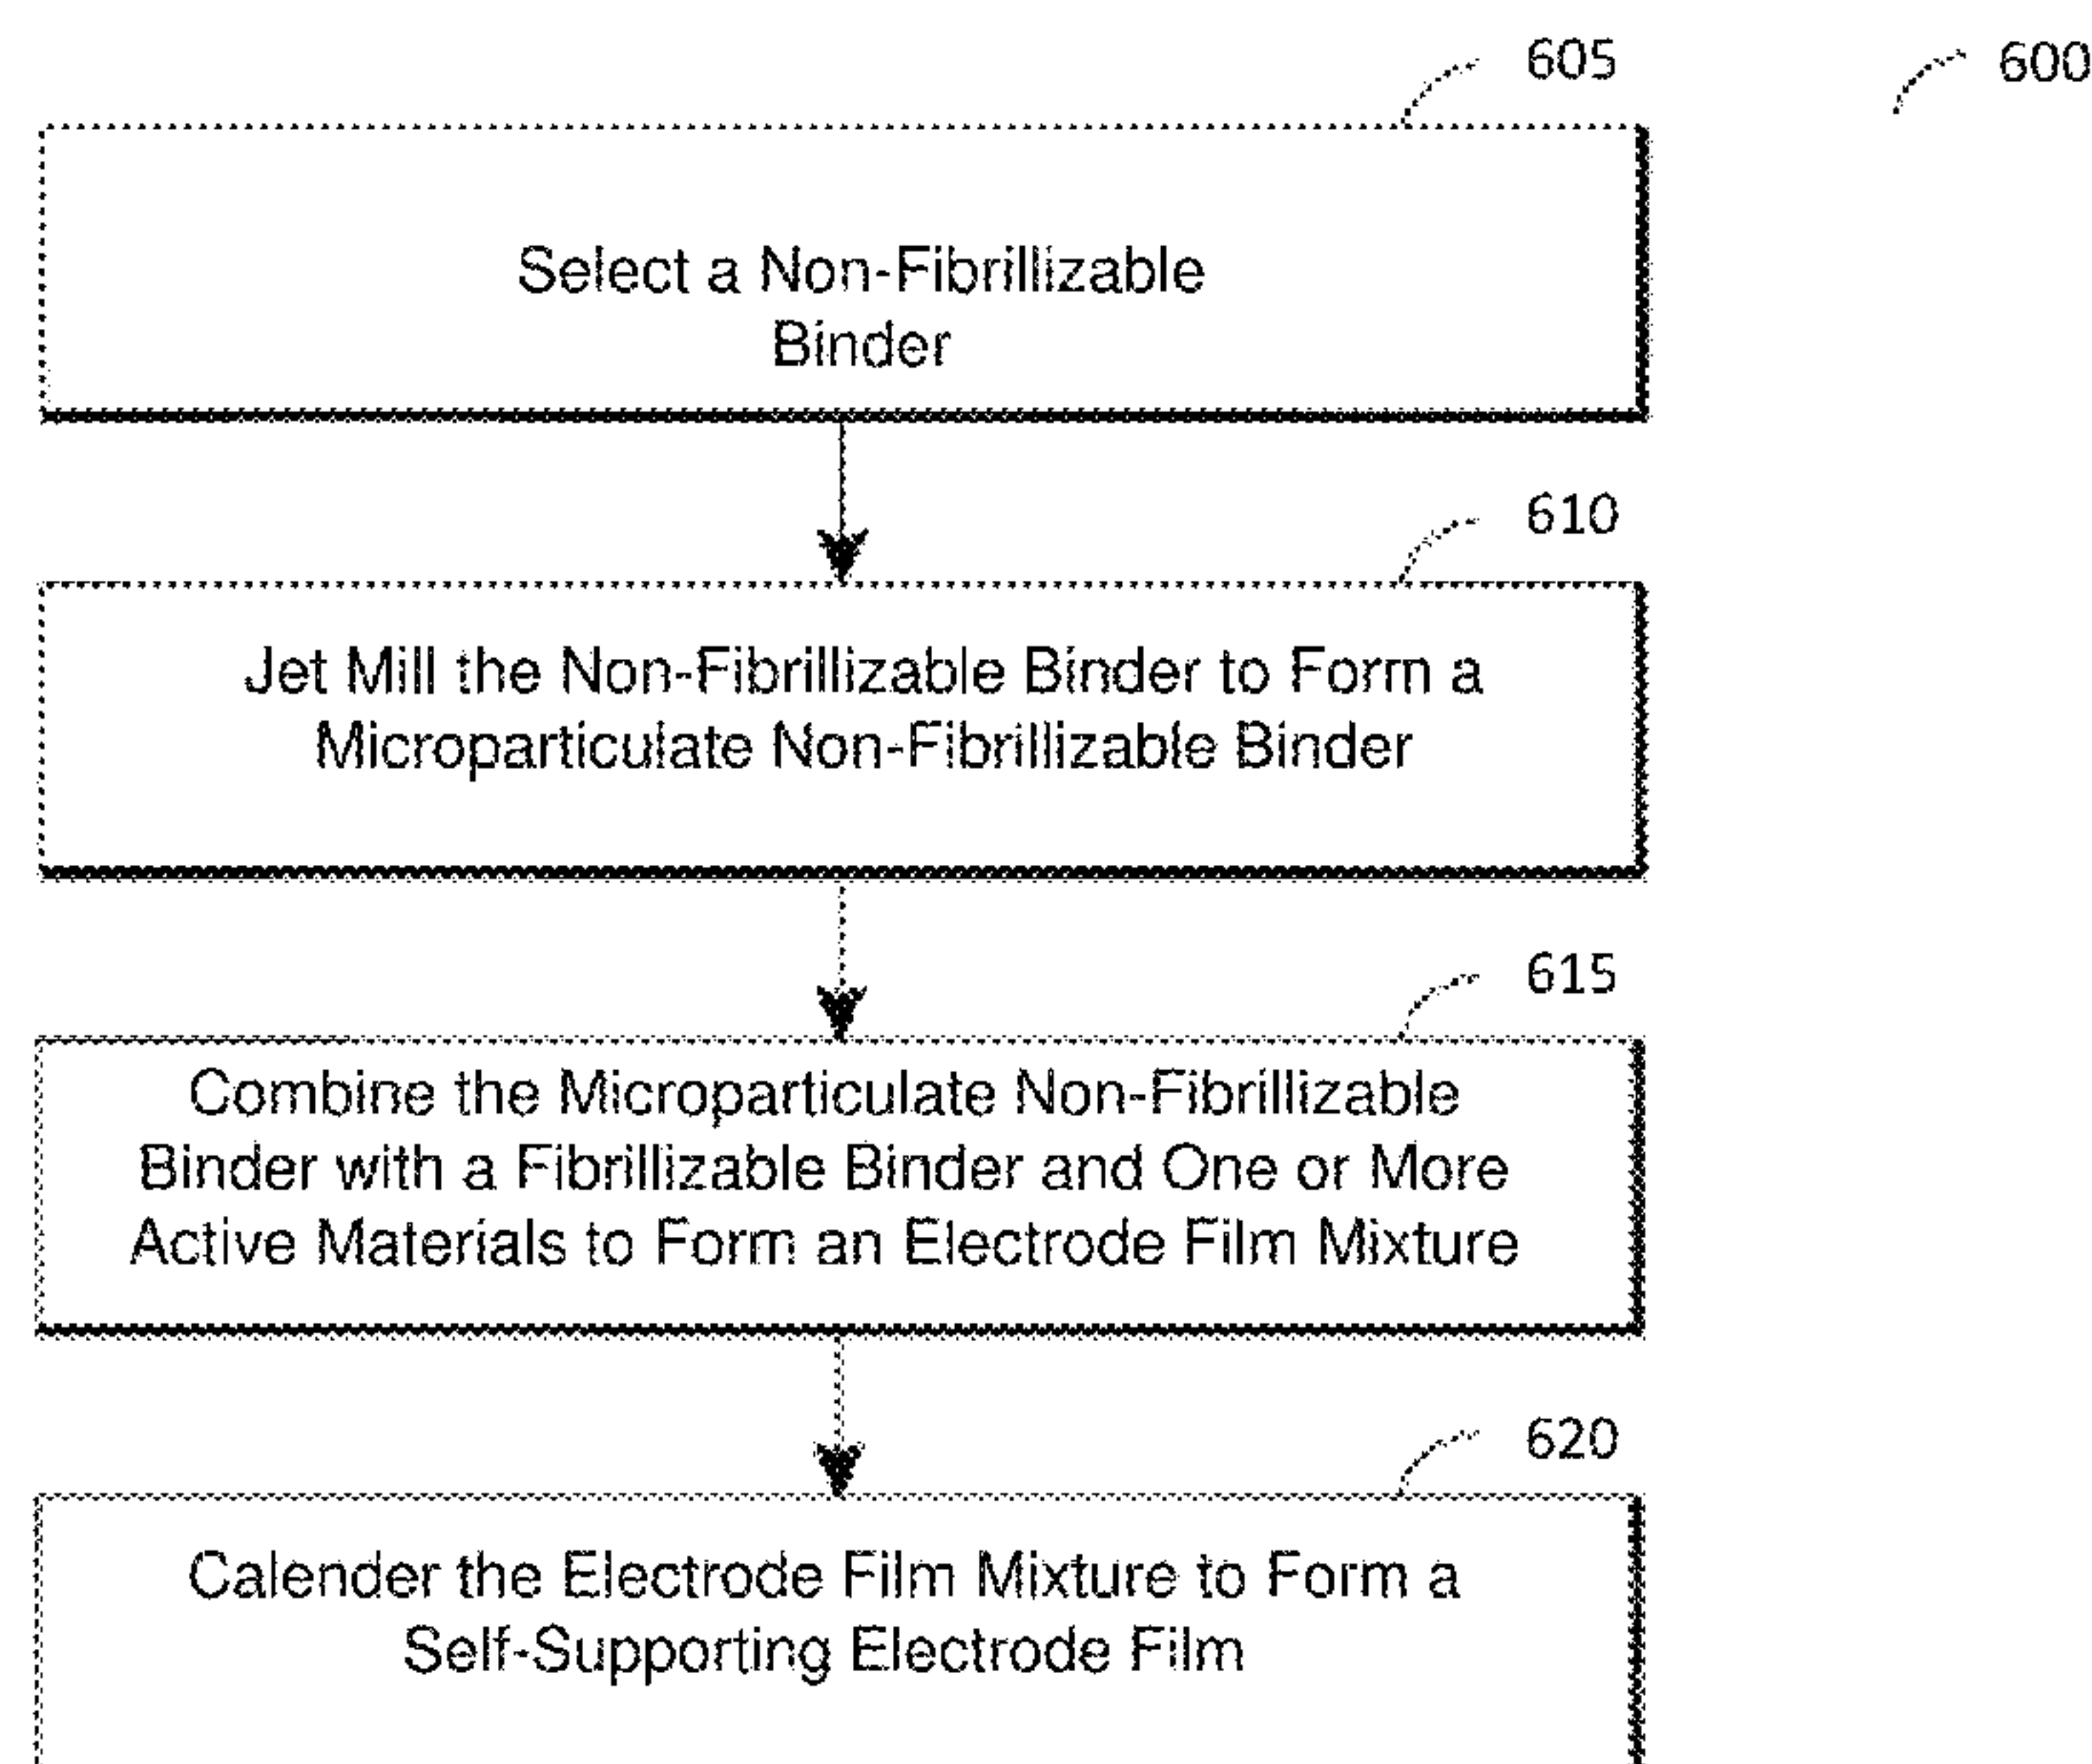 605
600
Select a Non-Fibrillizable
Binder
610
Jet Mill the Non-Fibrillizable Binder to Form a
Microparticulate Non-Fibrillizable Binder
615
Combine the Microparticulate Non-Fibrillizable
Binder with a Fibrillizable Binder and One or More
Active Materials to Form an Electrode Film Mixture
620
Calender the Electrode Film Mixture to Form a
Self-Supporting Electrode Film